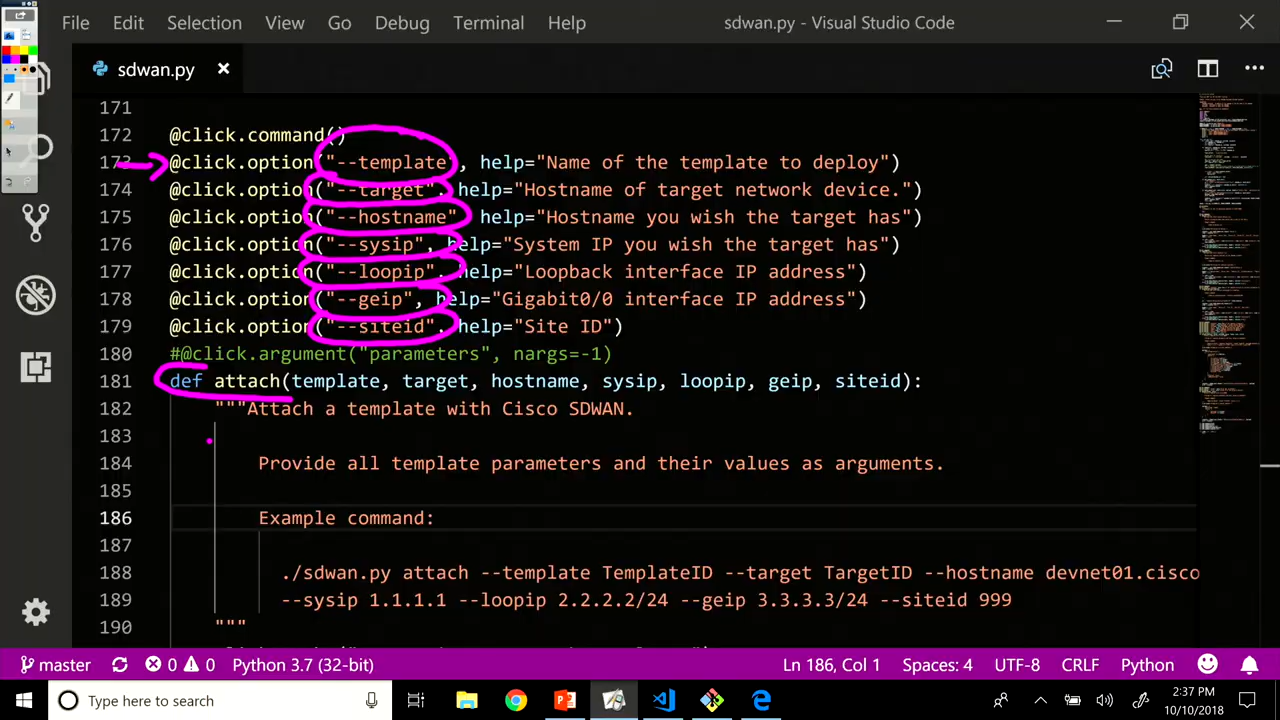 File Edit Selection View Go Debug Terminal Help sdwan.py - Visual Studio Code
sdwan.py
171
172 @click.command()
173 @click.option("--template", help="Name of the template to deploy")
174 @click.option("--target", help="Hostname of target network device.")
175 @click.option("--hostname", help="Hostname you wish the target has")
176 @click.option("--sysip", help="System IP you wish the target has")
177 @click.option("--loopip", help="Loopback interface IP address")
178 @click.option("--geip", help="Gigabit0/0 interface IP address")
179 @click.option("--siteid", help="Site ID")
180 #@click.argument("parameters", nargs=-1)
181 def attach(template, target, hostname, sysip, loopip, geip, siteid):
182 """Attach a template with Cisco SDWAN.
183
184 Provide all template parameters and their values as arguments.
185
186 Example command:
187
188 ./sdwan.py attach --template TemplateID --target TargetID --hostname devnet01.cisco
189 --sysip 1.1.1.1 --loopip 2.2.2.2/24 --geip 3.3.3.3/24 --siteid 999
190 """
master 0 0 Python 3.7 (32-bit) Ln 186, Col 1 Spaces: 4 UTF-8 CRLF Python
Type here to search
2:37 PM
10/10/2018